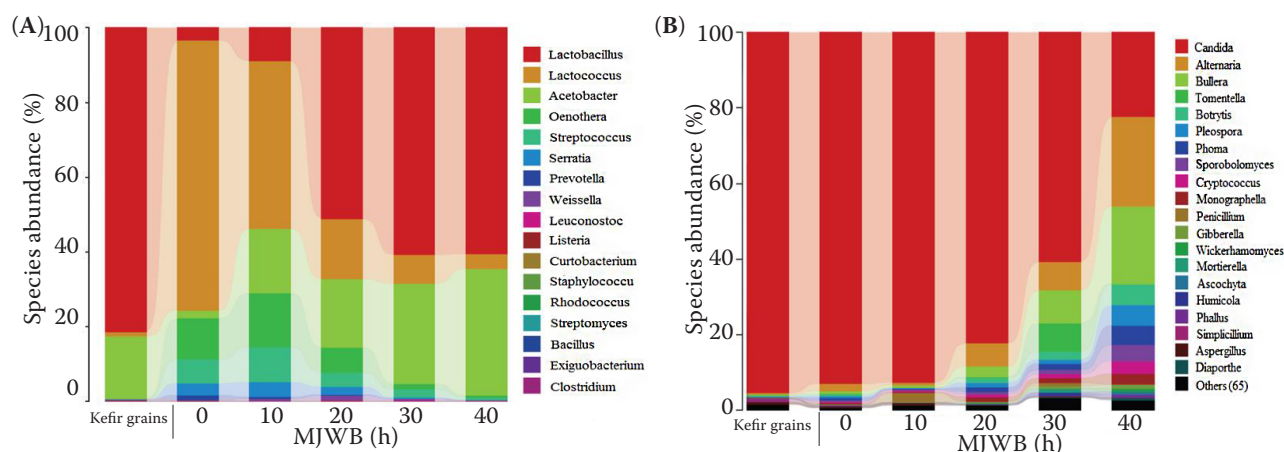 (A)
Species abundance (%)
100
80
60
40
20
0
Kefir grains
0
10
20
30
40
MJWB (h)
Lactobacillus
Lactococcus
Acetobacter
Oenothera
Streptococcus
Serratia
Prevotella
Weissella
Leuconostoc
Listeria
Curtobacterium
Staphylococcu
Rhodococcus
Streptomyces
Bacillus
Exiguobacterium
Clostridium
(B)
Species abundance (%)
100
80
60
40
20
0
Kefir grains
0
10
20
30
40
MJWB (h)
Candida
Alternaria
Bullera
Tomentella
Botrytis
Pleospora
Phoma
Sporobolomyces
Cryptococcus
Monographella
Penicillium
Gibberella
Wickerhamomyces
Mortierella
Ascochyta
Humicola
Phallus
Simplicillium
Aspergillus
Diaporthe
Others (65)